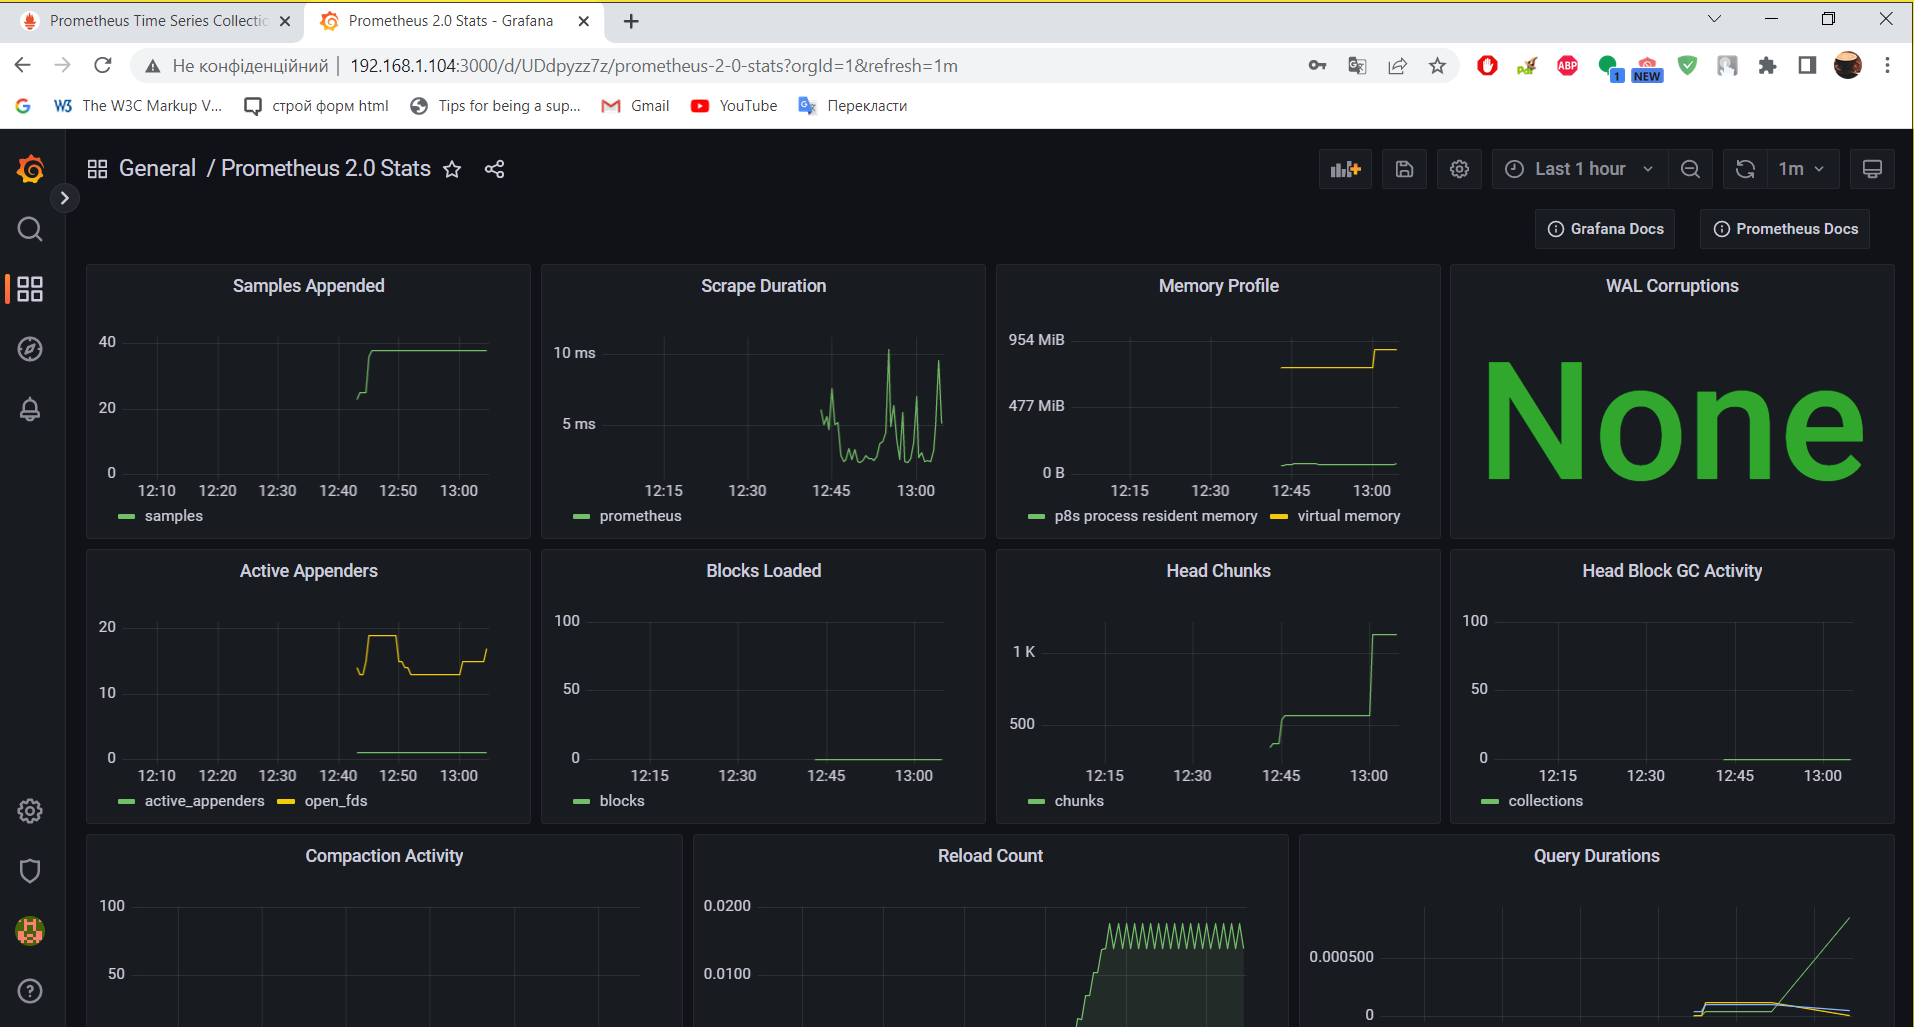 Prometheus Time Series Collectic
Prometheus 2.0 Stats - Grafana
Не конфіденційний
192.168.1.104:3000/d/UDdpyzz7z/prometheus-2-0-stats?orgId=1&refresh=1m
pdf
ABP
1
NEW
W3 The W3C Markup V...
строй форм html
Tips for being a sup...
Gmail
YouTube
Перекласти
General / Prometheus 2.0 Stats
Last 1 hour
1m
Grafana Docs
Prometheus Docs
Samples Appended
40
20
0
12:10 12:20 12:30 12:40 12:50 13:00
samples
Scrape Duration
10 ms
5 ms
12:15 12:30 12:45 13:00
prometheus
Memory Profile
954 MiB
477 MiB
0 B
12:15 12:30 12:45 13:00
p8s process resident memory virtual memory
WAL Corruptions
None
Active Appenders
20
10
0
12:10 12:20 12:30 12:40 12:50 13:00
active_appenders open_fds
Blocks Loaded
100
50
0
12:15 12:30 12:45 13:00
blocks
Head Chunks
1 K
500
12:15 12:30 12:45 13:00
chunks
Head Block GC Activity
100
50
0
12:15 12:30 12:45 13:00
collections
Compaction Activity
100
50
Reload Count
0.0200
0.0100
Query Durations
0.000500
0